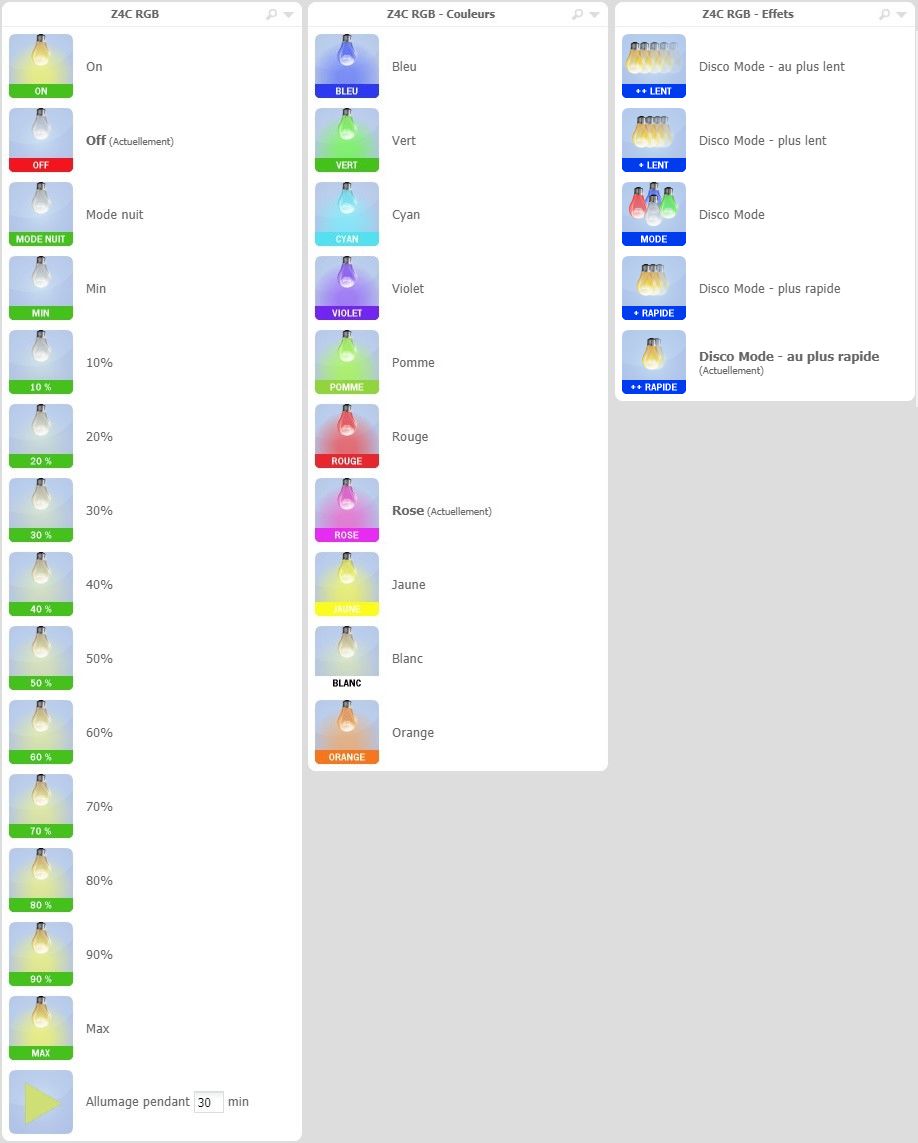 Z4C RGB
ON
On
OFF
Off (Actuellement)
MODE NUIT
Mode nuit
MIN
Min
10 %
10%
20 %
20%
30 %
30%
40 %
40%
50 %
50%
60 %
60%
70 %
70%
80 %
80%
90 %
90%
MAX
Max
Allumage pendant 30 min
Z4C RGB - Couleurs
BLEU
Bleu
VERT
Vert
CYAN
Cyan
VIOLET
Violet
POMME
Pomme
ROUGE
Rouge
ROSE
Rose (Actuellement)
JAUNE
Jaune
BLANC
Blanc
ORANGE
Orange
Z4C RGB - Effets
++ LENT
Disco Mode - au plus lent
+ LENT
Disco Mode - plus lent
MODE
Disco Mode
+ RAPIDE
Disco Mode - plus rapide
++ RAPIDE
Disco Mode - au plus rapide
(Actuellement)